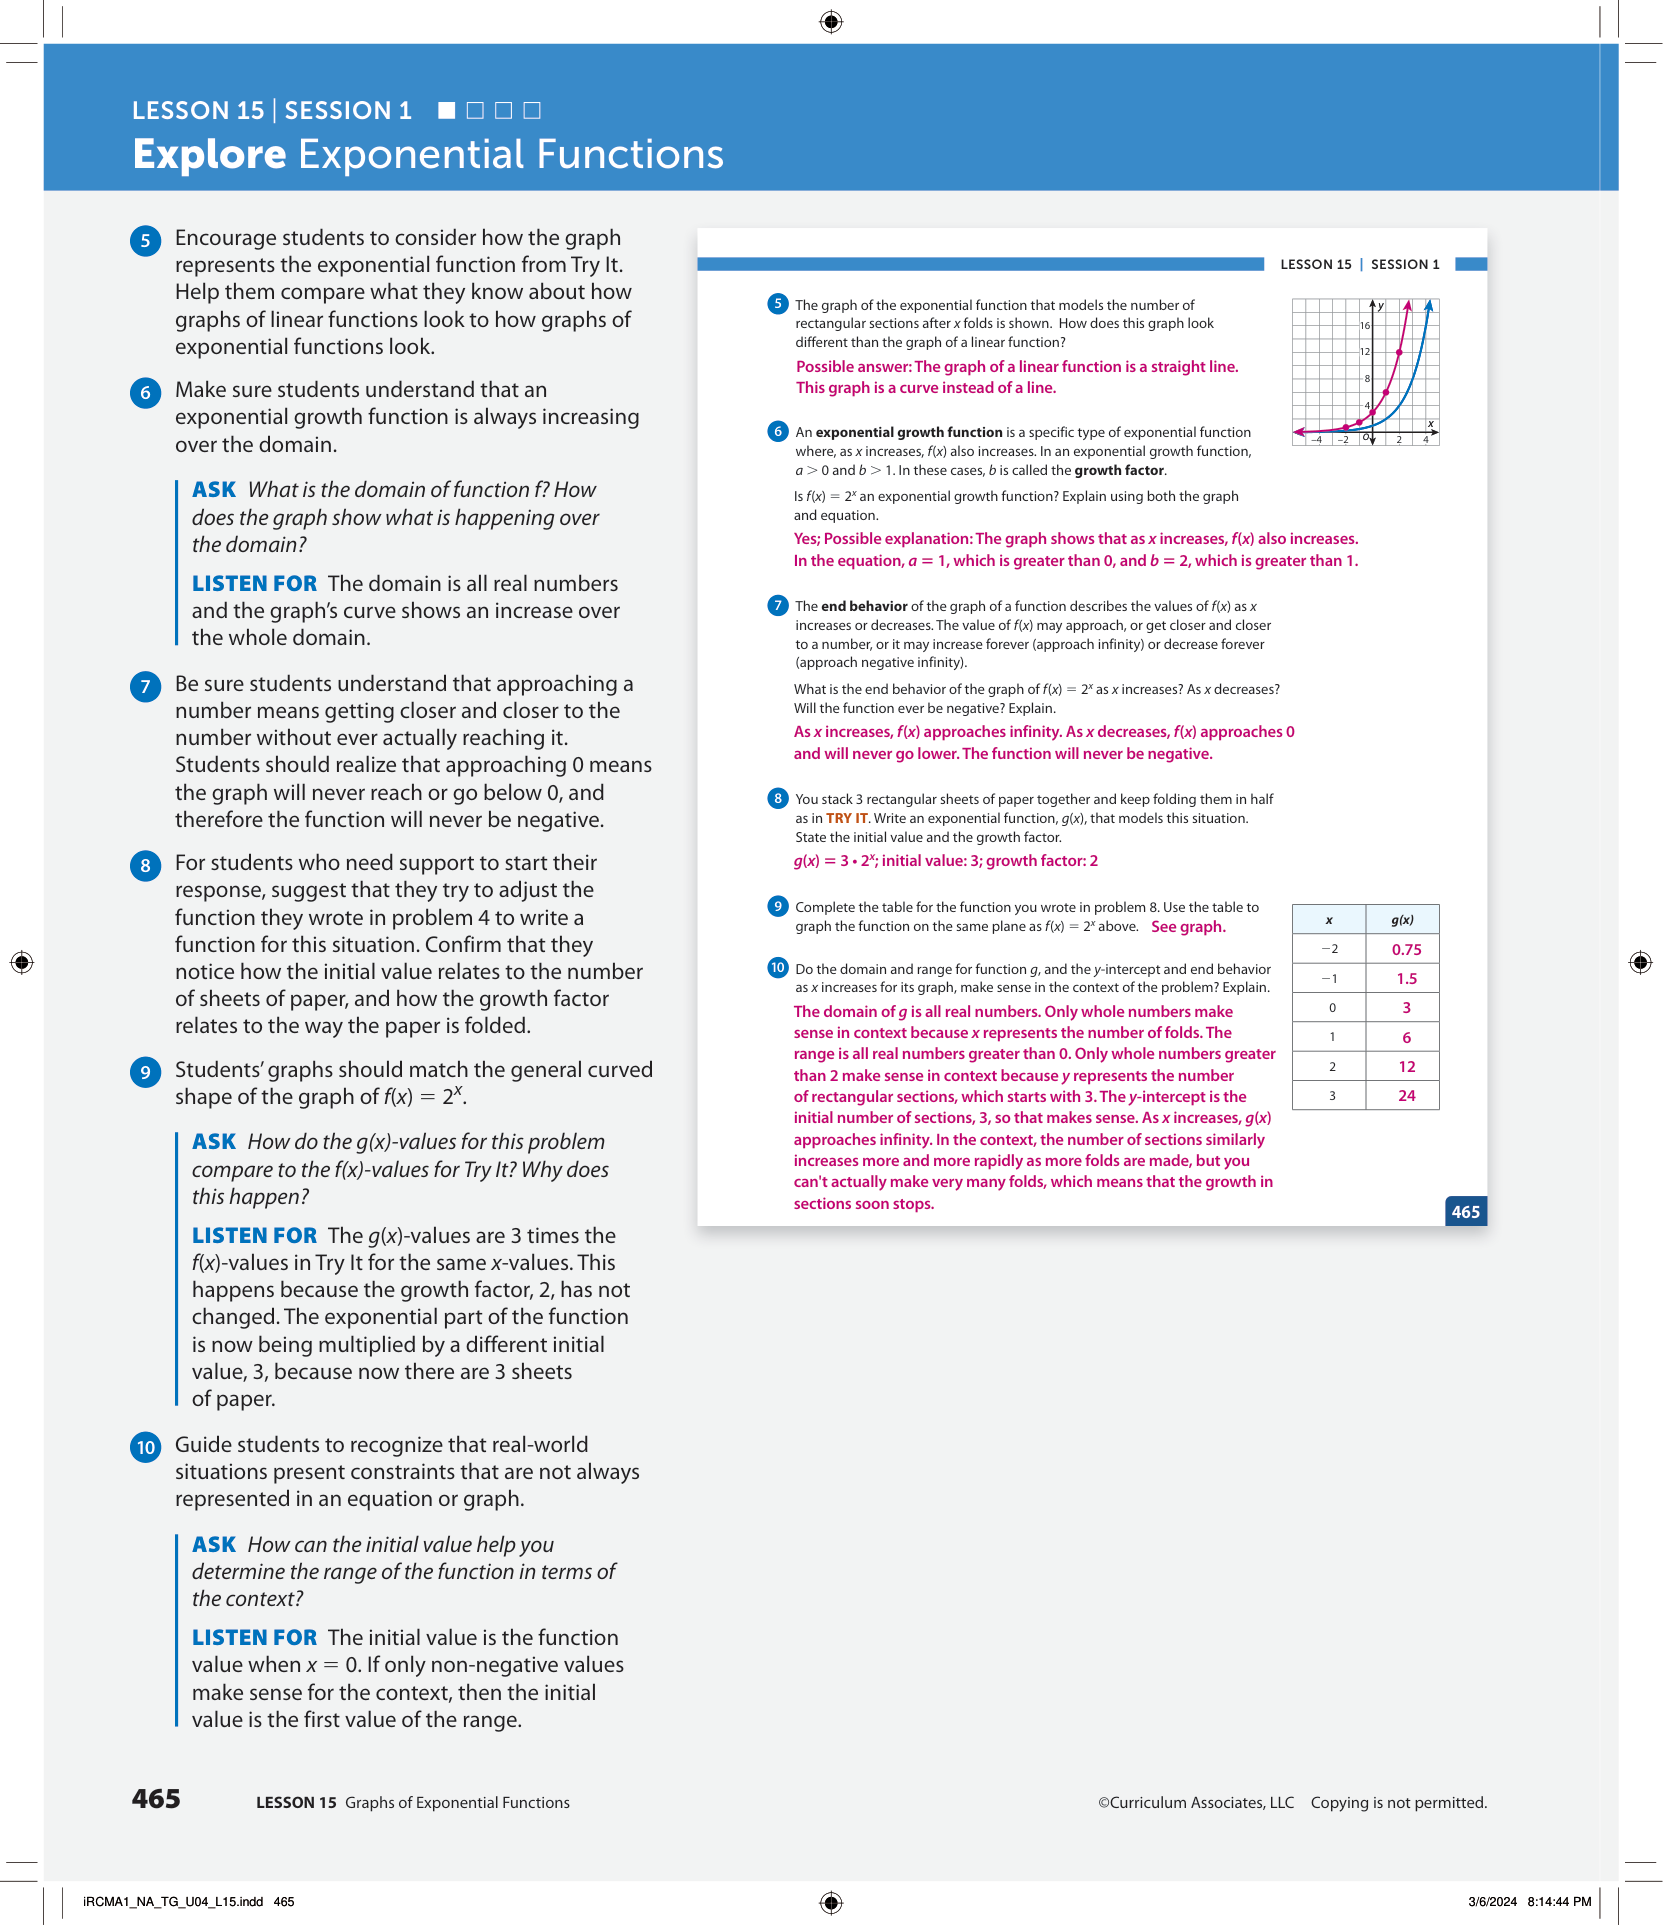 LESSON 15 | SESSION 1 ■ □ □ □
Explore Exponential Functions
5 Encourage students to consider how the graph
represents the exponential function from Try It.
Help them compare what they know about how
graphs of linear functions look to how graphs of
exponential functions look.
6 Make sure students understand that an
exponential growth function is always increasing
over the domain.
ASK What is the domain of function f? How
does the graph show what is happening over
the domain?
LISTEN FOR The domain is all real numbers
and the graph’s curve shows an increase over
the whole domain.
7 Be sure students understand that approaching a
number means getting closer and closer to the
number without ever actually reaching it.
Students should realize that approaching 0 means
the graph will never reach or go below 0, and
therefore the function will never be negative.
8 For students who need support to start their
response, suggest that they try to adjust the
function they wrote in problem 4 to write a
function for this situation. Confirm that they
notice how the initial value relates to the number
of sheets of paper, and how the growth factor
relates to the way the paper is folded.
9 Students’ graphs should match the general curved
shape of the graph of f(x) = 2ˣ.
ASK How do the g(x)-values for this problem
compare to the f(x)-values for Try It? Why does
this happen?
LISTEN FOR The g(x)-values are 3 times the
f(x)-values in Try It for the same x-values. This
happens because the growth factor, 2, has not
changed. The exponential part of the function
is now being multiplied by a different initial
value, 3, because now there are 3 sheets
of paper.
10 Guide students to recognize that real-world
situations present constraints that are not always
represented in an equation or graph.
ASK How can the initial value help you
determine the range of the function in terms of
the context?
LISTEN FOR The initial value is the function
value when x = 0. If only non-negative values
make sense for the context, then the initial
value is the first value of the range.
LESSON 15 | SESSION 1
5 The graph of the exponential function that models the number of
rectangular sections after x folds is shown. How does this graph look
different than the graph of a linear function?
Possible answer: The graph of a linear function is a straight line.
This graph is a curve instead of a line.
y
16
12
8
4
x
−4 −2 O 2 4
6 An exponential growth function is a specific type of exponential function
where, as x increases, f(x) also increases. In an exponential growth function,
a > 0 and b > 1. In these cases, b is called the growth factor.
Is f(x) = 2ˣ an exponential growth function? Explain using both the graph
and equation.
Yes; Possible explanation: The graph shows that as x increases, f(x) also increases.
In the equation, a = 1, which is greater than 0, and b = 2, which is greater than 1.
7 The end behavior of the graph of a function describes the values of f(x) as x
increases or decreases. The value of f(x) may approach, or get closer and closer
to a number, or it may increase forever (approach infinity) or decrease forever
(approach negative infinity).
What is the end behavior of the graph of f(x) = 2ˣ as x increases? As x decreases?
Will the function ever be negative? Explain.
As x increases, f(x) approaches infinity. As x decreases, f(x) approaches 0
and will never go lower. The function will never be negative.
8 You stack 3 rectangular sheets of paper together and keep folding them in half
as in TRY IT. Write an exponential function, g(x), that models this situation.
State the initial value and the growth factor.
g(x) = 3 • 2ˣ; initial value: 3; growth factor: 2
9 Complete the table for the function you wrote in problem 8. Use the table to
graph the function on the same plane as f(x) = 2ˣ above. See graph.
10 Do the domain and range for function g, and the y-intercept and end behavior
as x increases for its graph, make sense in the context of the problem? Explain.
The domain of g is all real numbers. Only whole numbers make
sense in context because x represents the number of folds. The
range is all real numbers greater than 0. Only whole numbers greater
than 2 make sense in context because y represents the number
of rectangular sections, which starts with 3. The y-intercept is the
initial number of sections, 3, so that makes sense. As x increases, g(x)
approaches infinity. In the context, the number of sections similarly
increases more and more rapidly as more folds are made, but you
can't actually make very many folds, which means that the growth in
sections soon stops.
x g(x)
−2 0.75
−1 1.5
0 3
1 6
2 12
3 24
465
465 LESSON 15 Graphs of Exponential Functions ©Curriculum Associates, LLC Copying is not permitted.
iRCMA1_NA_TG_U04_L15.indd 465 3/6/2024 8:14:44 PM